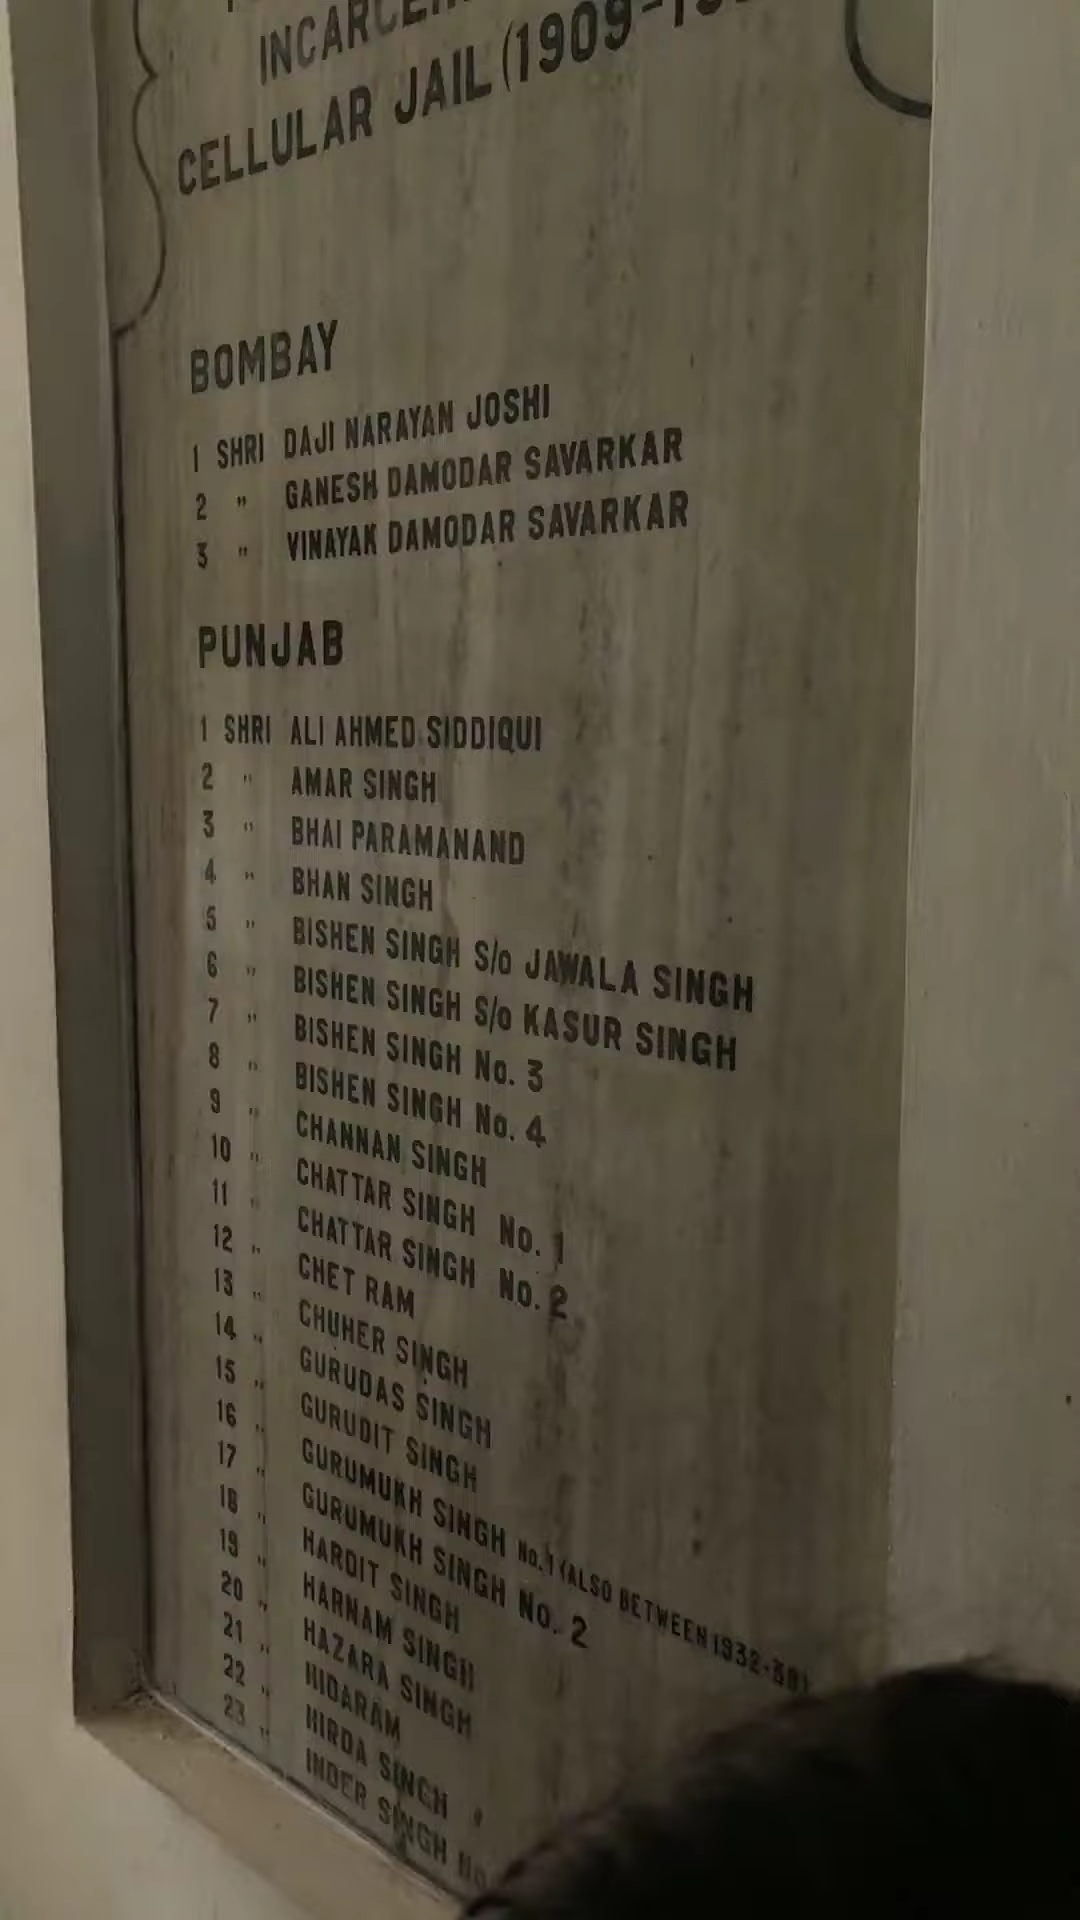 CELLULAR JAIL (1909-
BOMBAY
1 SHRI DAJI NARAYAN JOSHI
2 " GANESH DAMODAR SAVARKAR
3 " VINAYAK DAMODAR SAVARKAR
PUNJAB
1 SHRI ALI AHMED SIDDIQUI
2 " AMAR SINGH
3 " BHAI PARAMANAND
4 " BHAN SINGH
5 " BISHEN SINGH S/o JAWALA SINGH
6 " BISHEN SINGH S/o KASUR SINGH
7 " BISHEN SINGH No. 3
8 " BISHEN SINGH No. 4
9 " CHANNAN SINGH
10 " CHATTAR SINGH No. 1
11 " CHATTAR SINGH No. 2
12 " CHET RAM
13 " CHUHER SINGH
14 " GURUDAS SINGH
15 " GURUDIT SINGH
16 " GURUMUKH SINGH No. 1 (ALSO BETWEEN 1932-38)
17 " GURUMUKH SINGH No. 2
18 " HARDIT SINGH
19 " HARNAM SINGH
20 " HAZARA SINGH
21 " HIDARAM
22 " HIRDA SINGH
23 " INDER SINGH No.